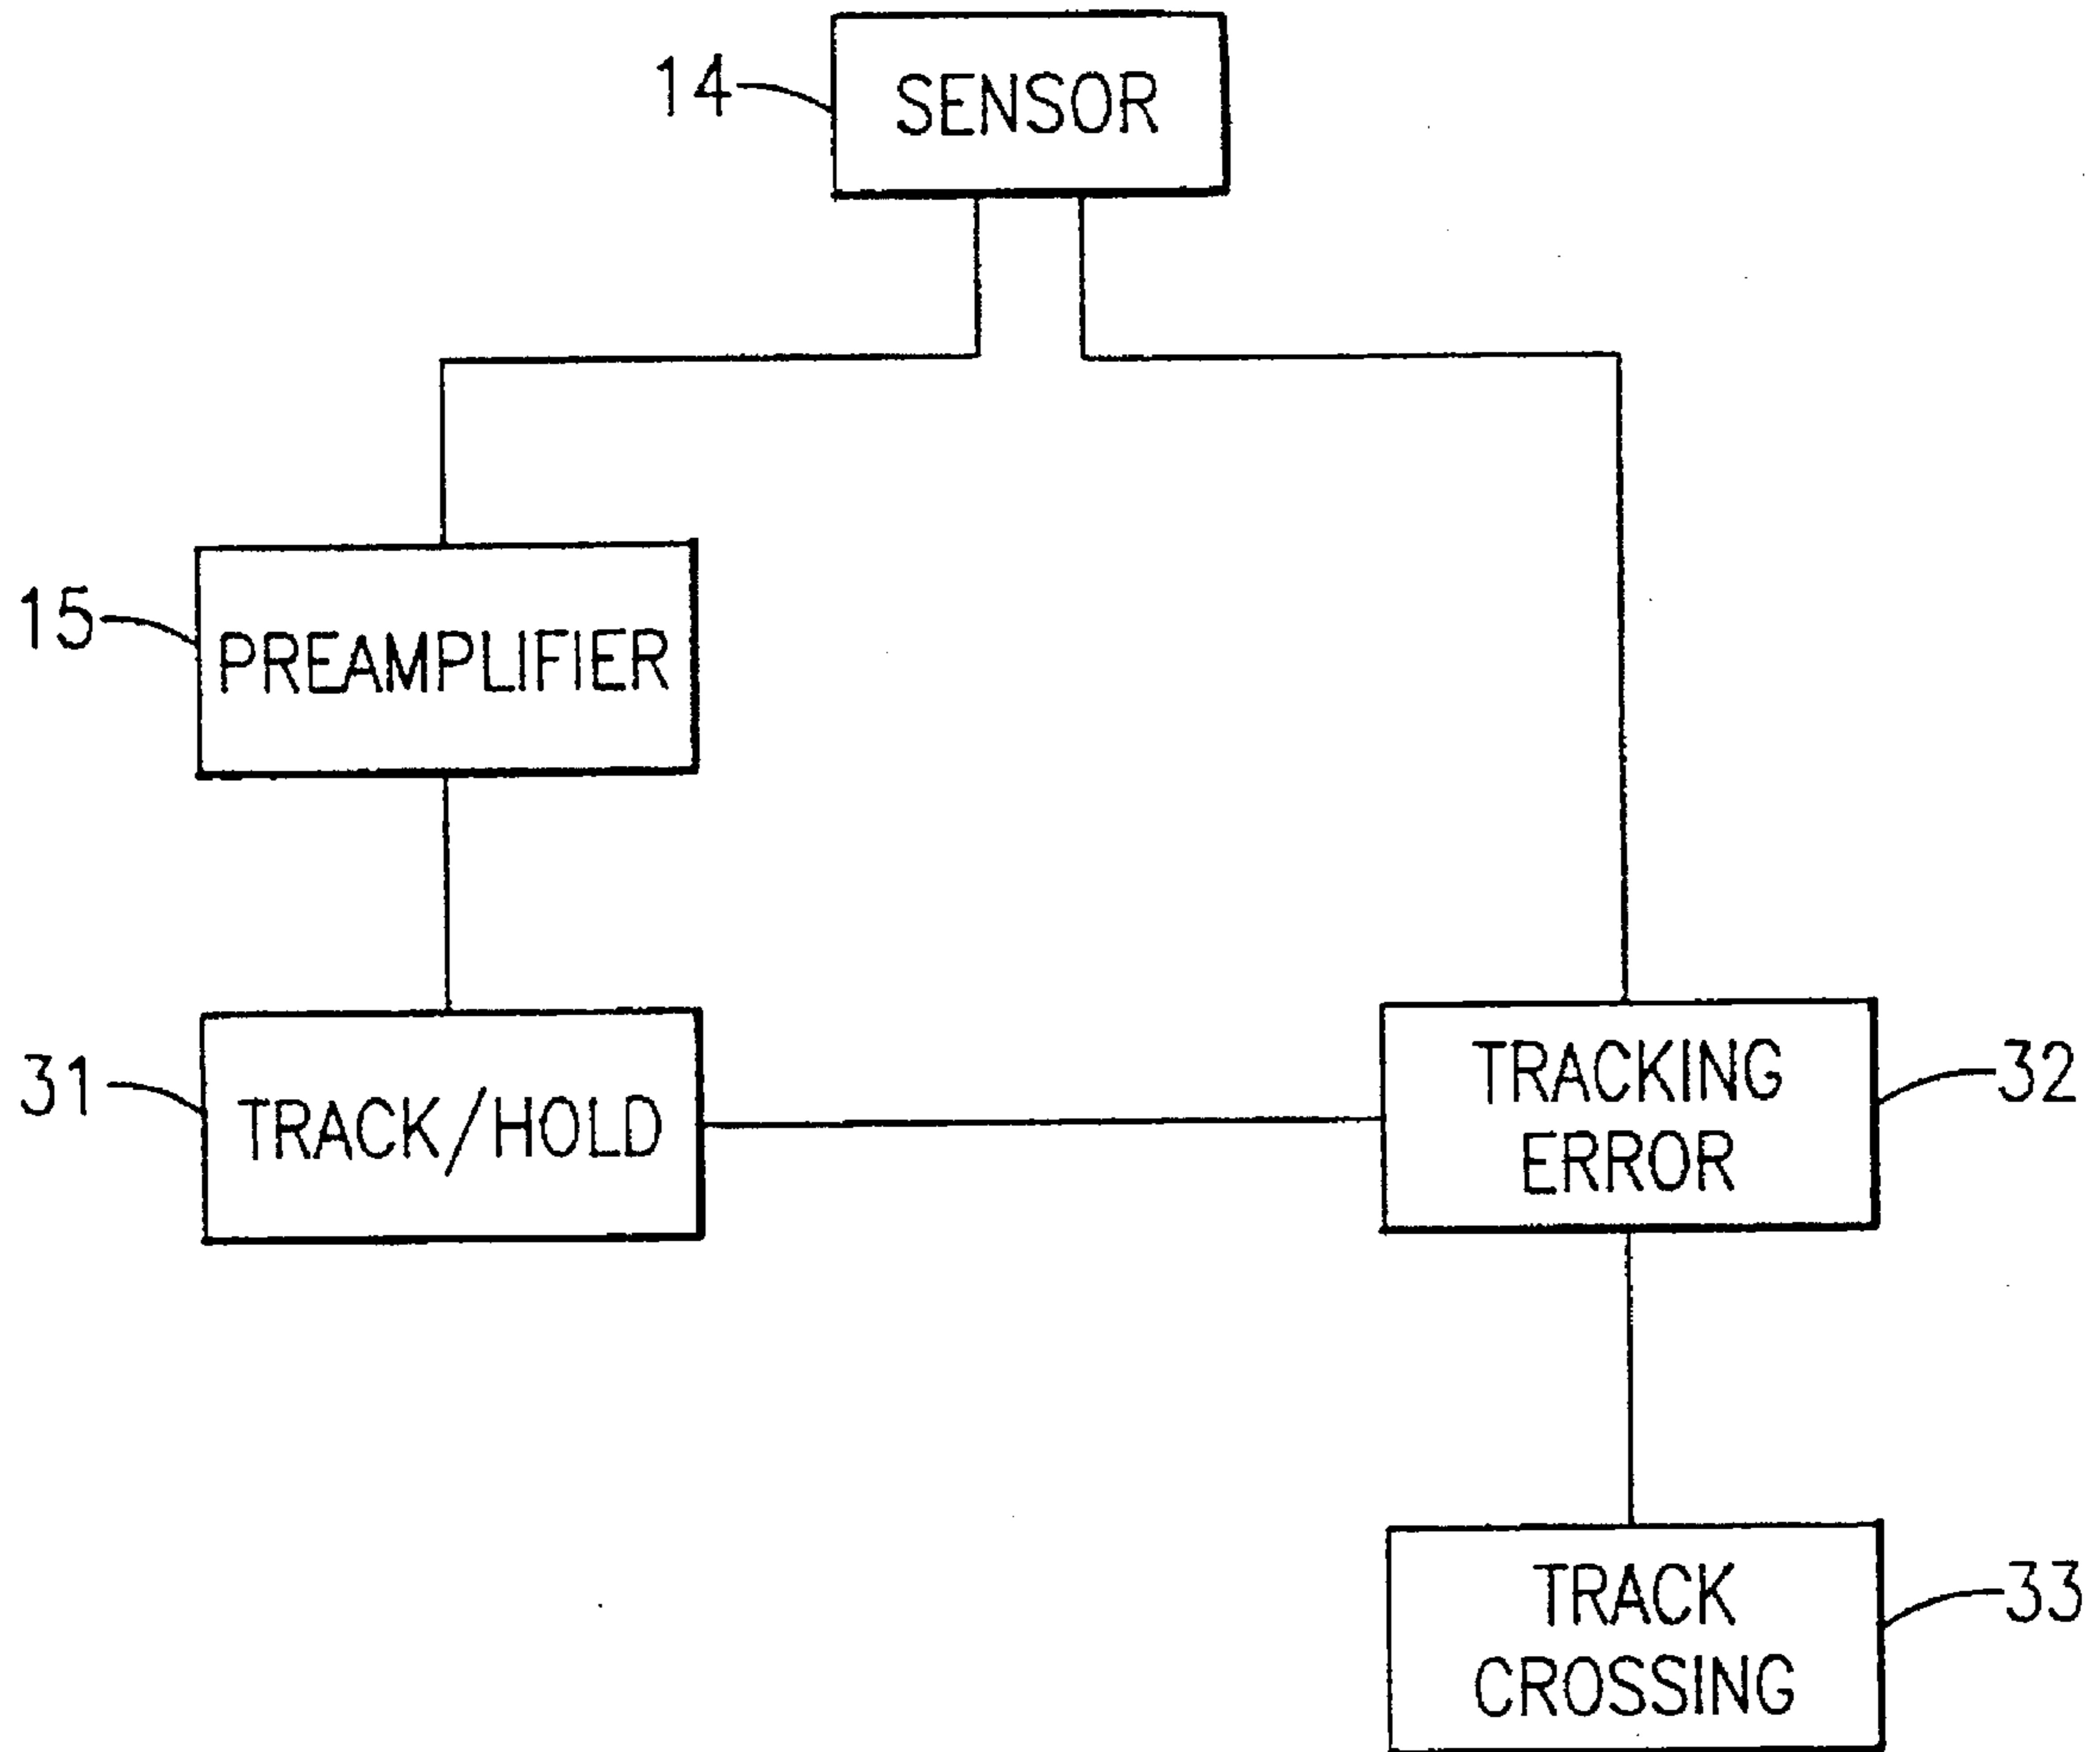 14
SENSOR
15
PREAMPLIFIER
31
TRACK/HOLD
TRACKING
ERROR
32
TRACK
CROSSING
33